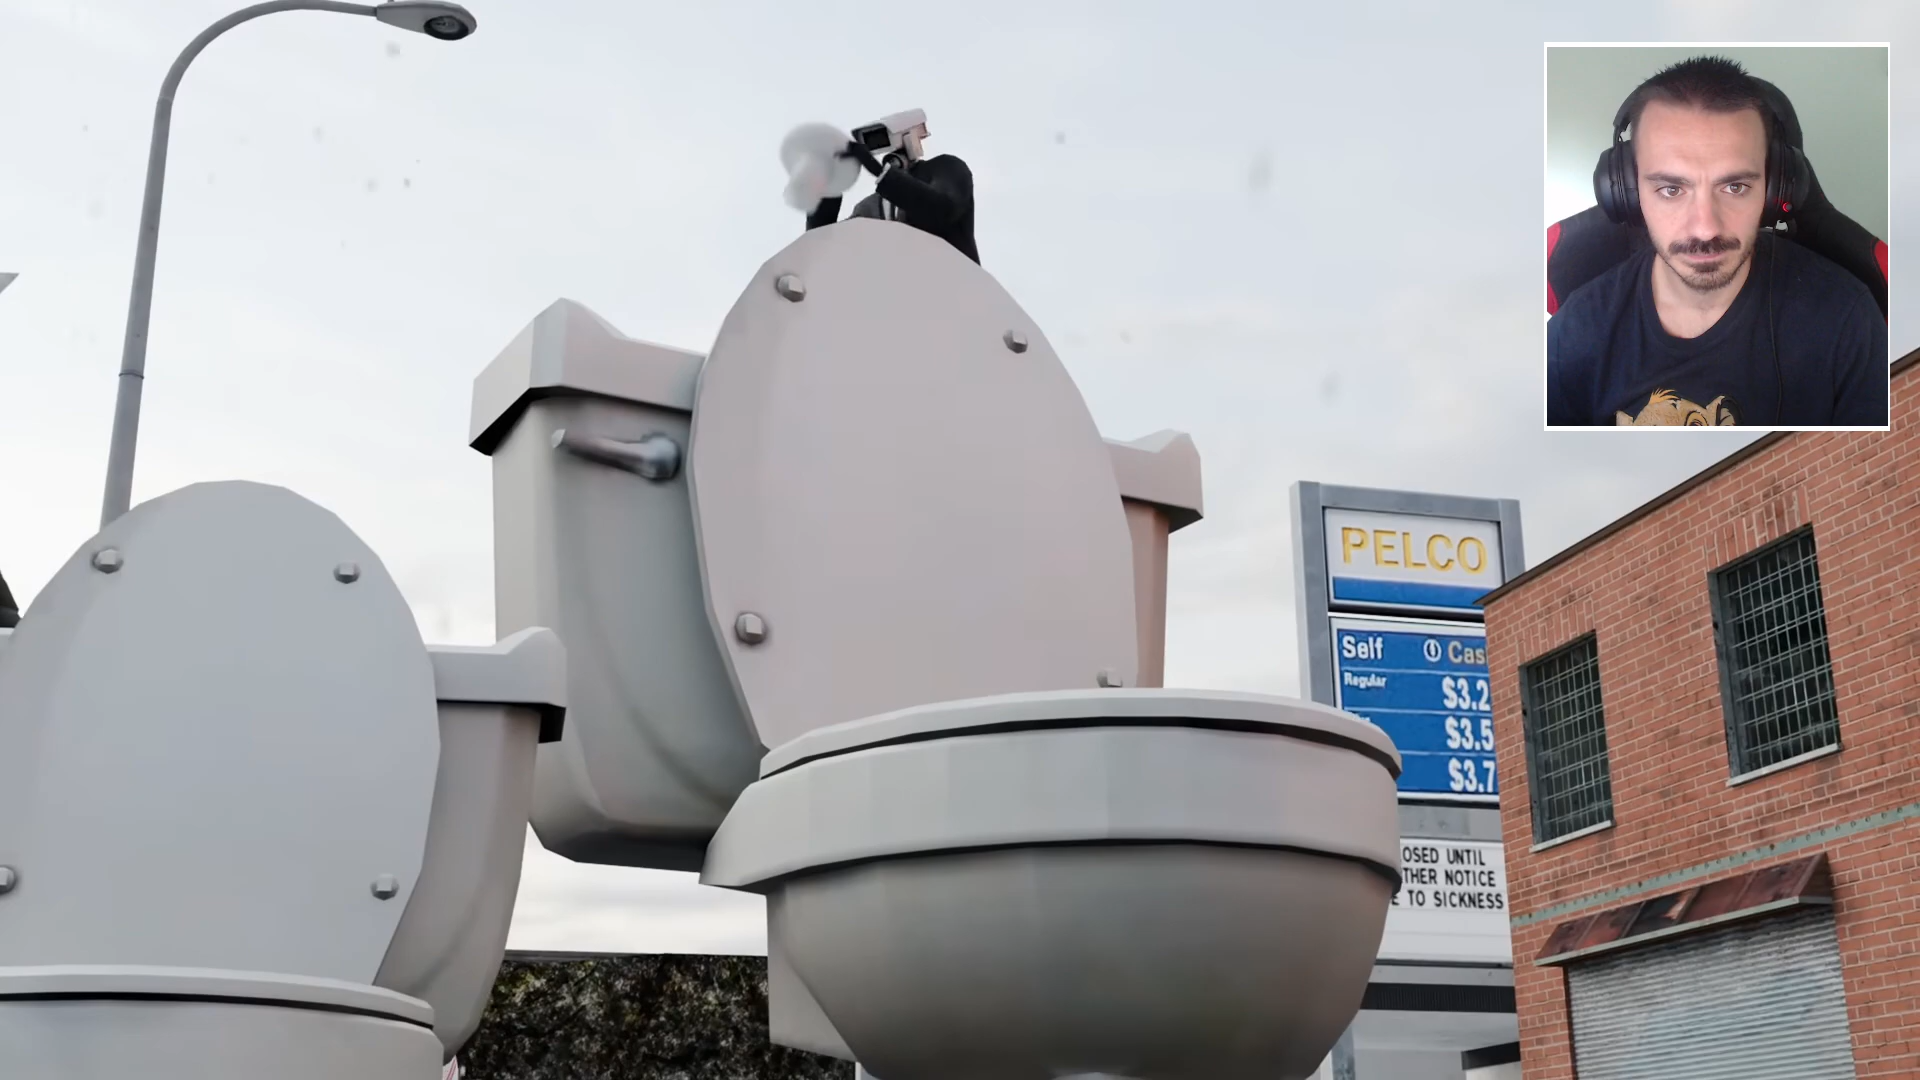 PELCO
Self Cas
Regular
$3.2
$3.5
$3.7
OSED UNTIL
THER NOTICE
E TO SICKNESS